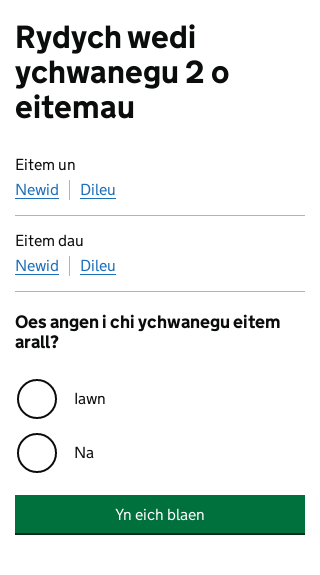 Rydych wedi
ychwanegu 2 o
eitemau
Eitem un
Newid Dileu
Eitem dau
Newid Dileu
Oes angen i chi ychwanegu eitem
arall?
Iawn
Na
Yn eich blaen